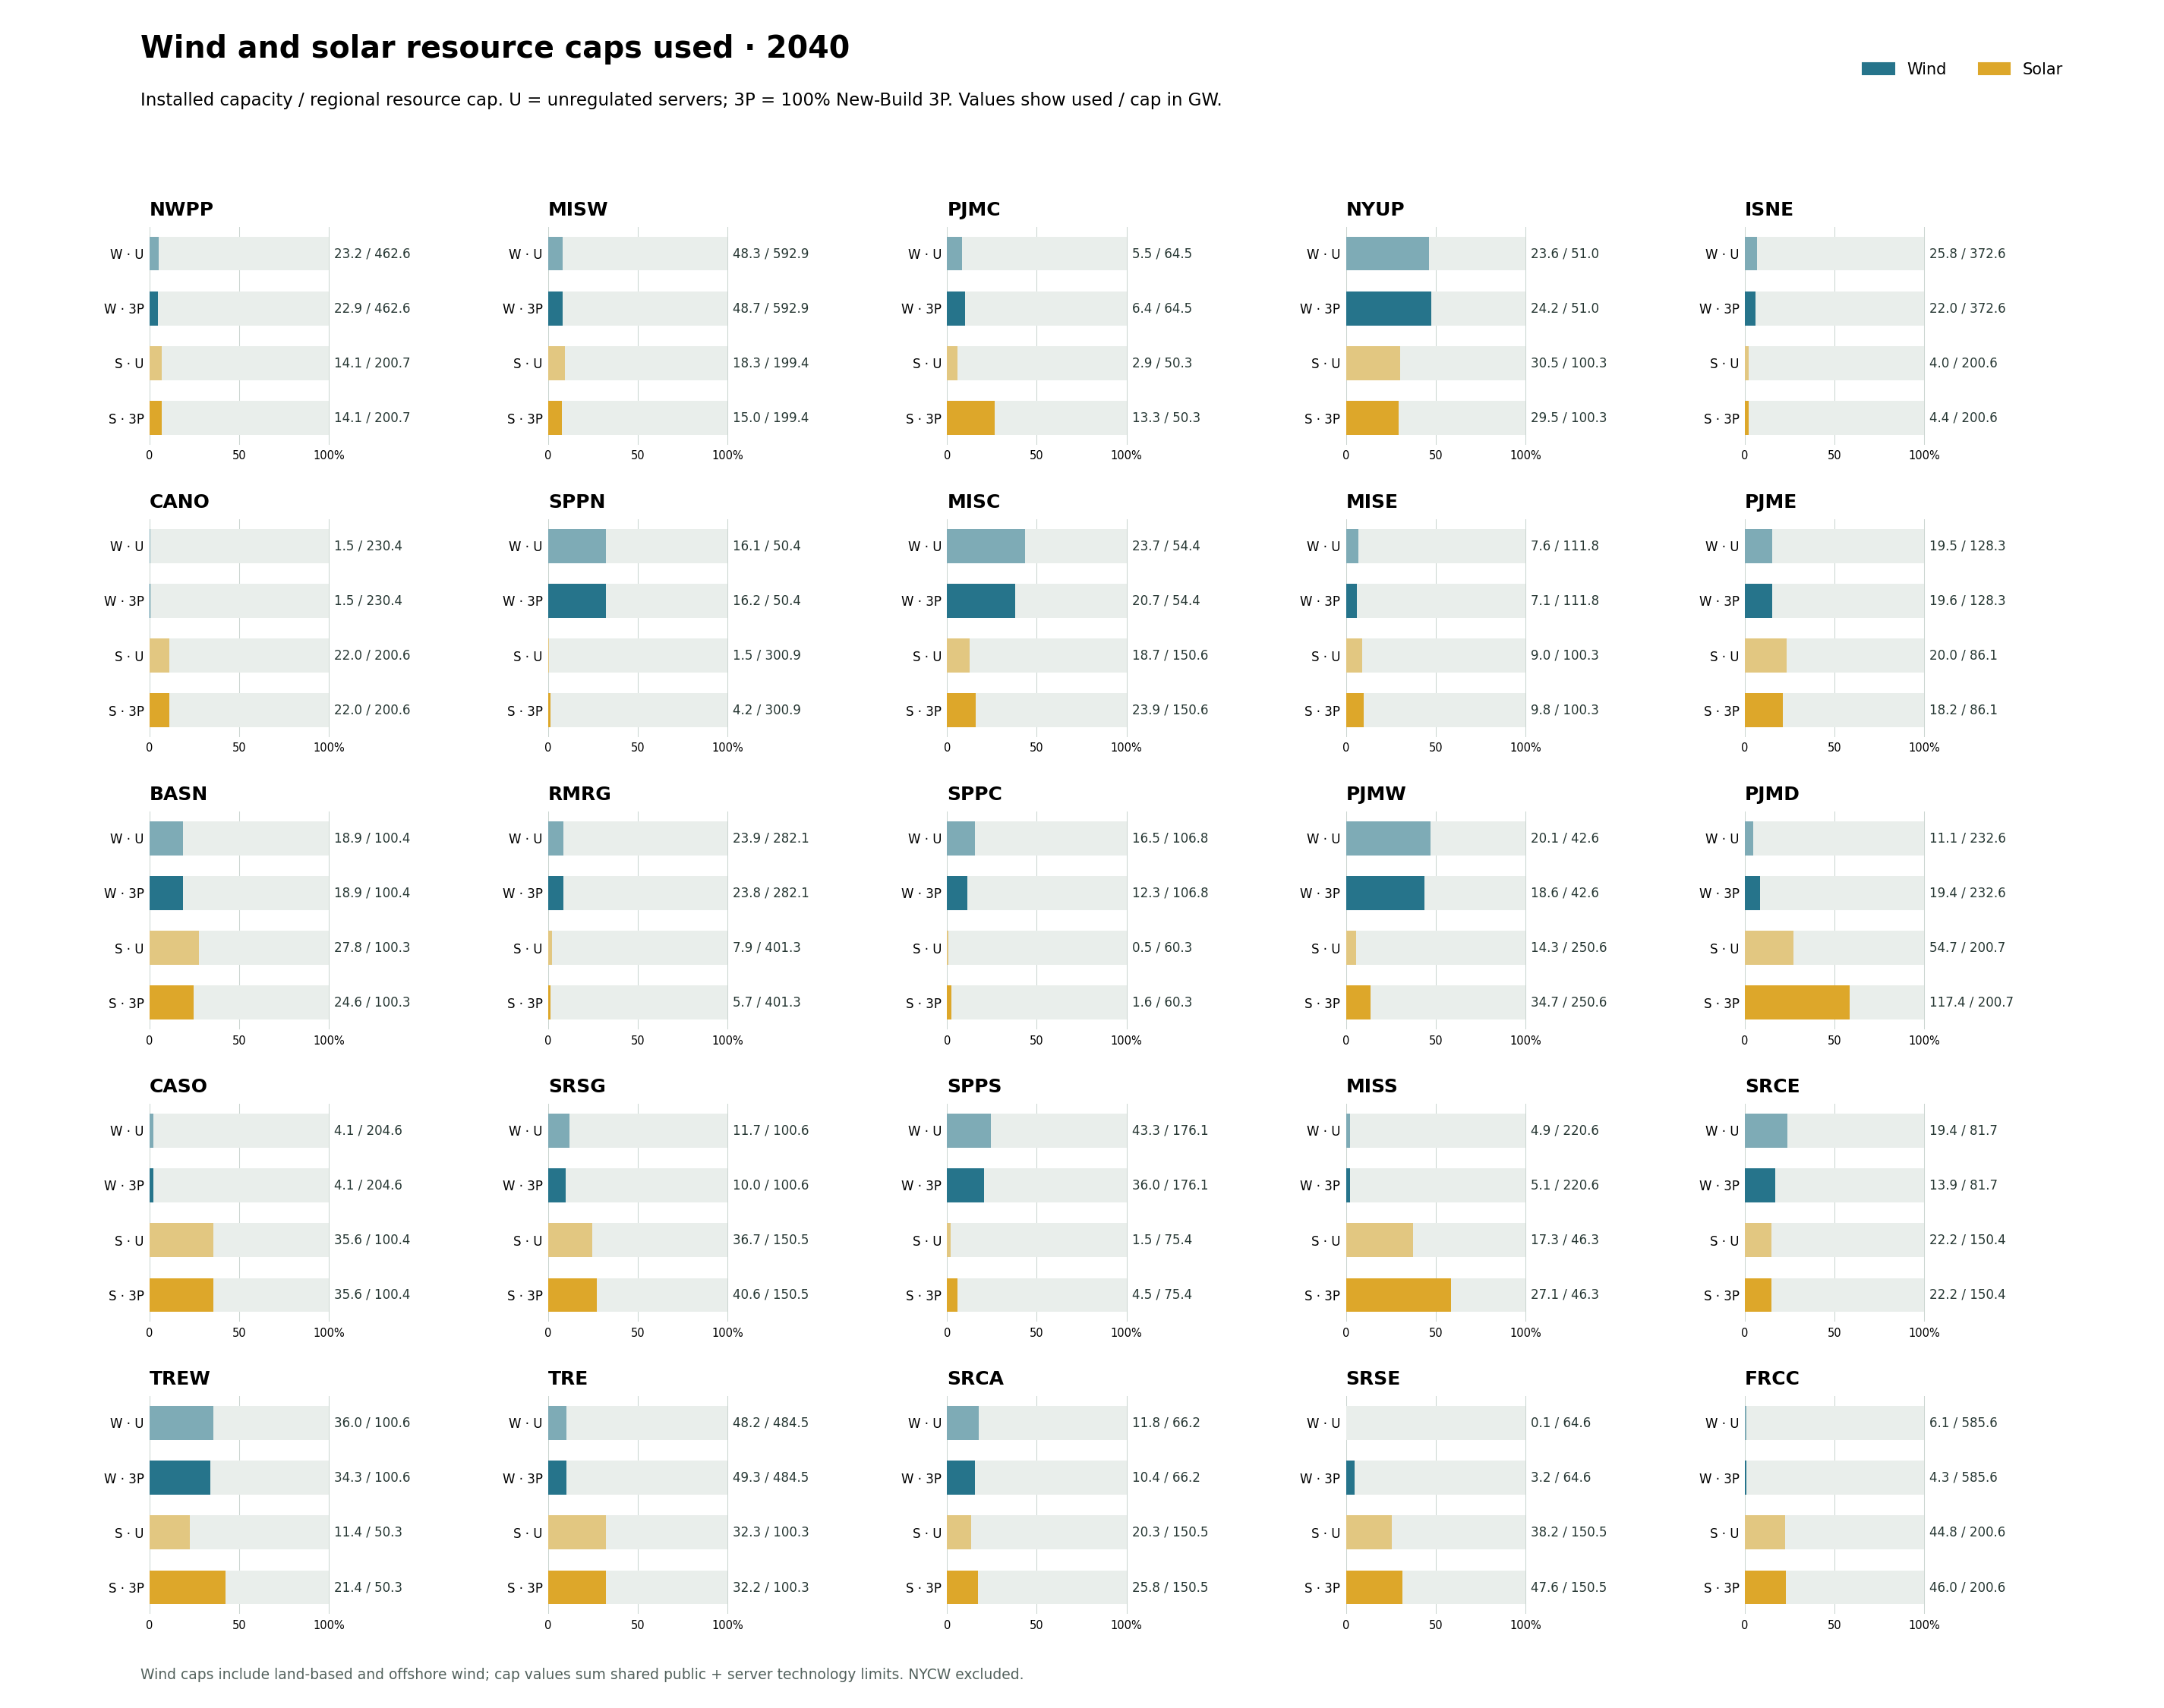 Wind and solar resource caps used · 2040
Wind Solar
Installed capacity / regional resource cap. U = unregulated servers; 3P = 100% New-Build 3P. Values show used / cap in GW.
NWPP
W · U 23.2 / 462.6
W · 3P 22.9 / 462.6
S · U 14.1 / 200.7
S · 3P 14.1 / 200.7
0 50 100%
MISW
W · U 48.3 / 592.9
W · 3P 48.7 / 592.9
S · U 18.3 / 199.4
S · 3P 15.0 / 199.4
0 50 100%
PJMC
W · U 5.5 / 64.5
W · 3P 6.4 / 64.5
S · U 2.9 / 50.3
S · 3P 13.3 / 50.3
0 50 100%
NYUP
W · U 23.6 / 51.0
W · 3P 24.2 / 51.0
S · U 30.5 / 100.3
S · 3P 29.5 / 100.3
0 50 100%
ISNE
W · U 25.8 / 372.6
W · 3P 22.0 / 372.6
S · U 4.0 / 200.6
S · 3P 4.4 / 200.6
0 50 100%
CANO
W · U 1.5 / 230.4
W · 3P 1.5 / 230.4
S · U 22.0 / 200.6
S · 3P 22.0 / 200.6
0 50 100%
SPPN
W · U 16.1 / 50.4
W · 3P 16.2 / 50.4
S · U 1.5 / 300.9
S · 3P 4.2 / 300.9
0 50 100%
MISC
W · U 23.7 / 54.4
W · 3P 20.7 / 54.4
S · U 18.7 / 150.6
S · 3P 23.9 / 150.6
0 50 100%
MISE
W · U 7.6 / 111.8
W · 3P 7.1 / 111.8
S · U 9.0 / 100.3
S · 3P 9.8 / 100.3
0 50 100%
PJME
W · U 19.5 / 128.3
W · 3P 19.6 / 128.3
S · U 20.0 / 86.1
S · 3P 18.2 / 86.1
0 50 100%
BASN
W · U 18.9 / 100.4
W · 3P 18.9 / 100.4
S · U 27.8 / 100.3
S · 3P 24.6 / 100.3
0 50 100%
RMRG
W · U 23.9 / 282.1
W · 3P 23.8 / 282.1
S · U 7.9 / 401.3
S · 3P 5.7 / 401.3
0 50 100%
SPPC
W · U 16.5 / 106.8
W · 3P 12.3 / 106.8
S · U 0.5 / 60.3
S · 3P 1.6 / 60.3
0 50 100%
PJMW
W · U 20.1 / 42.6
W · 3P 18.6 / 42.6
S · U 14.3 / 250.6
S · 3P 34.7 / 250.6
0 50 100%
PJMD
W · U 11.1 / 232.6
W · 3P 19.4 / 232.6
S · U 54.7 / 200.7
S · 3P 117.4 / 200.7
0 50 100%
CASO
W · U 4.1 / 204.6
W · 3P 4.1 / 204.6
S · U 35.6 / 100.4
S · 3P 35.6 / 100.4
0 50 100%
SRSG
W · U 11.7 / 100.6
W · 3P 10.0 / 100.6
S · U 36.7 / 150.5
S · 3P 40.6 / 150.5
0 50 100%
SPPS
W · U 43.3 / 176.1
W · 3P 36.0 / 176.1
S · U 1.5 / 75.4
S · 3P 4.5 / 75.4
0 50 100%
MISS
W · U 4.9 / 220.6
W · 3P 5.1 / 220.6
S · U 17.3 / 46.3
S · 3P 27.1 / 46.3
0 50 100%
SRCE
W · U 19.4 / 81.7
W · 3P 13.9 / 81.7
S · U 22.2 / 150.4
S · 3P 22.2 / 150.4
0 50 100%
TREW
W · U 36.0 / 100.6
W · 3P 34.3 / 100.6
S · U 11.4 / 50.3
S · 3P 21.4 / 50.3
0 50 100%
TRE
W · U 48.2 / 484.5
W · 3P 49.3 / 484.5
S · U 32.3 / 100.3
S · 3P 32.2 / 100.3
0 50 100%
SRCA
W · U 11.8 / 66.2
W · 3P 10.4 / 66.2
S · U 20.3 / 150.5
S · 3P 25.8 / 150.5
0 50 100%
SRSE
W · U 0.1 / 64.6
W · 3P 3.2 / 64.6
S · U 38.2 / 150.5
S · 3P 47.6 / 150.5
0 50 100%
FRCC
W · U 6.1 / 585.6
W · 3P 4.3 / 585.6
S · U 44.8 / 200.6
S · 3P 46.0 / 200.6
0 50 100%
Wind caps include land-based and offshore wind; cap values sum shared public + server technology limits. NYCW excluded.